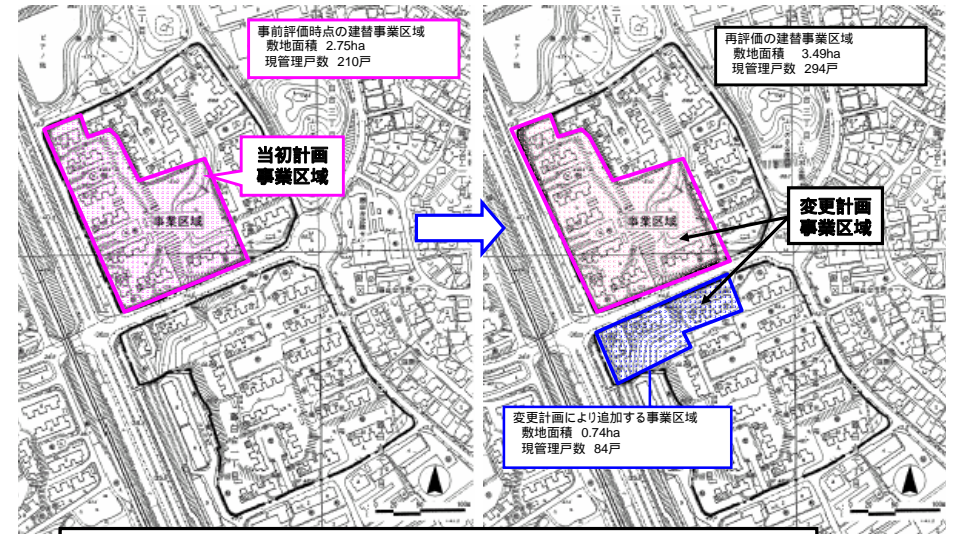 事前評価時点の建替事業区域
敷地面積 2.75ha
現管理戸数 210戸
当初計画
事業区域
事業区域
再評価の建替事業区域
敷地面積 3.49ha
現管理戸数 294戸
変更計画
事業区域
事業区域
変更計画により追加する事業区域
敷地面積 0.74ha
現管理戸数 84戸